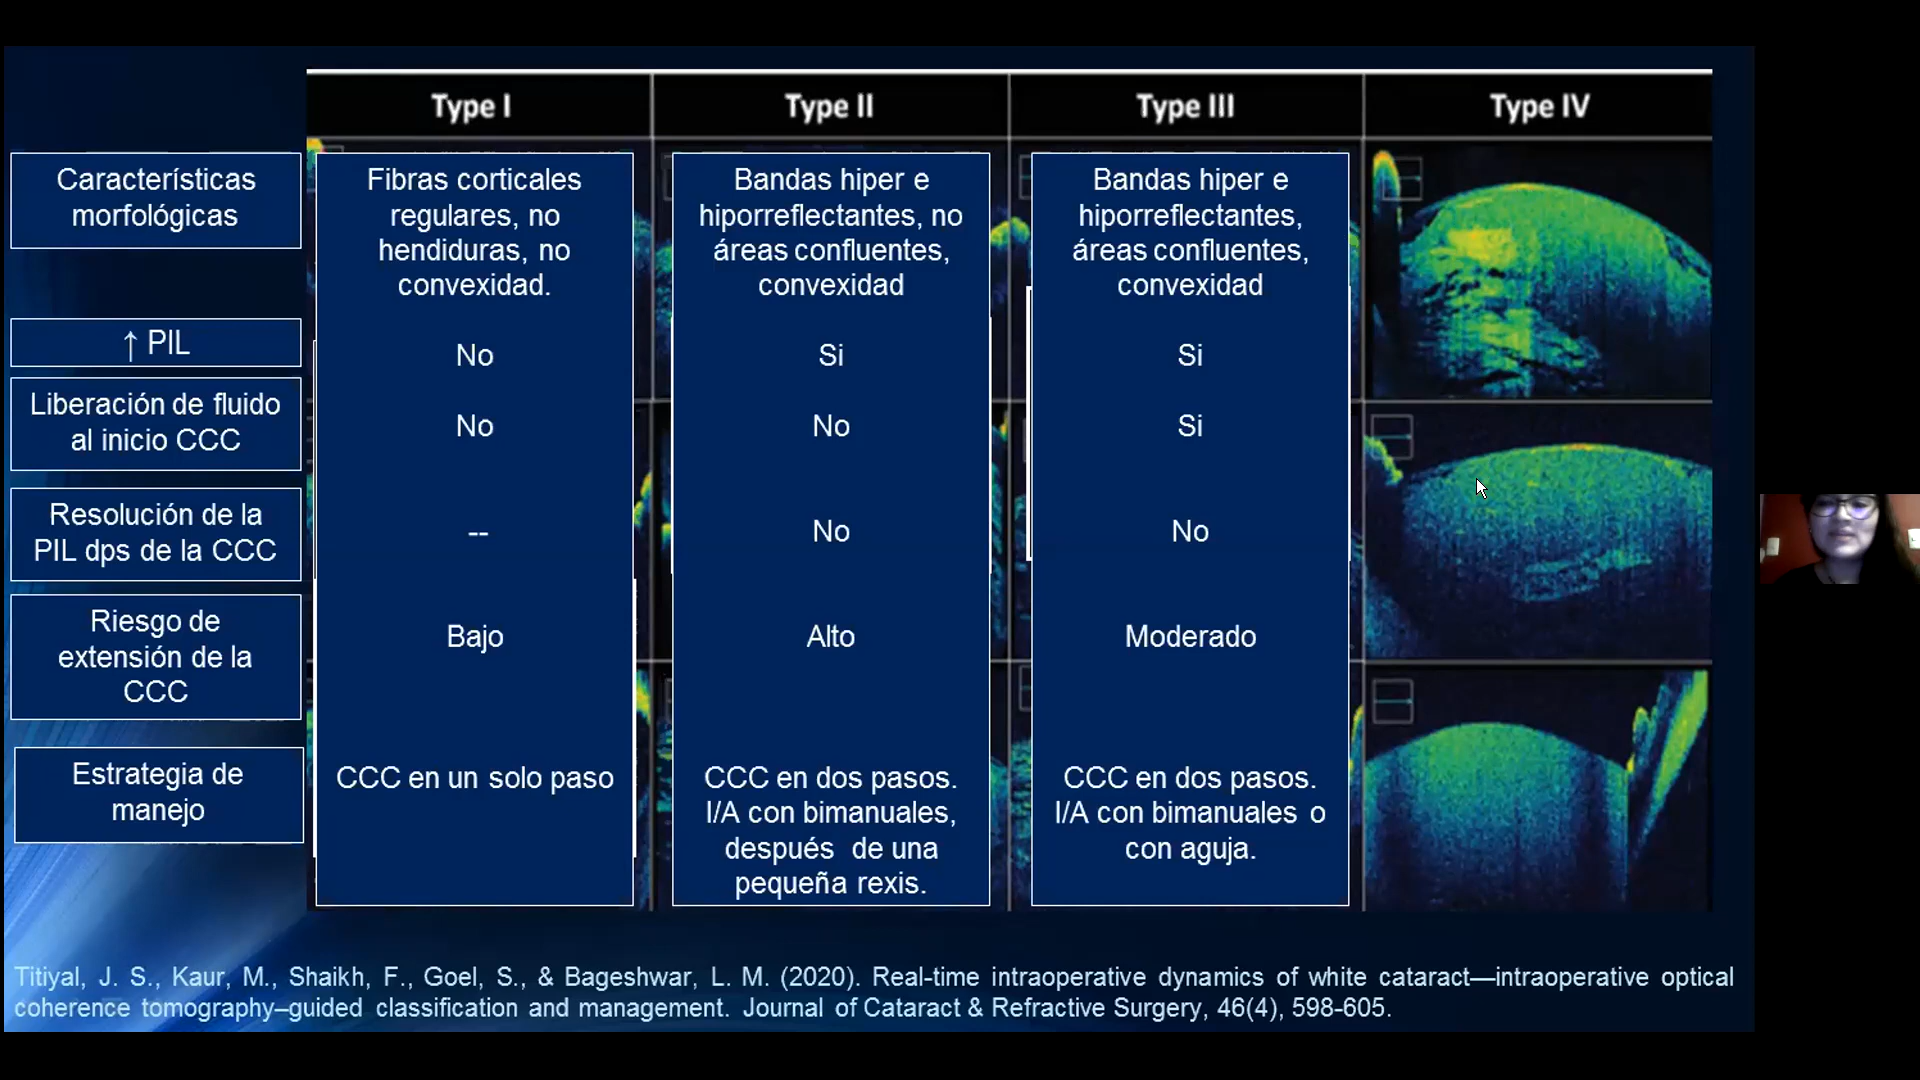 Type I
Type II
Type III
Type IV
Características
morfológicas
↑ PIL
Liberación de fluido
al inicio CCC
Resolución de la
PIL dps de la CCC
Riesgo de
extensión de la
CCC
Estrategia de
manejo
Fibras corticales
regulares, no
hendiduras, no
convexidad.
No
No
--
Bajo
CCC en un solo paso
Bandas hiper e
hiporreflectantes, no
áreas confluentes,
convexidad
Si
No
No
Alto
CCC en dos pasos.
I/A con bimanuales,
después de una
pequeña rexis.
Bandas hiper e
hiporreflectantes,
áreas confluentes,
convexidad
Si
Si
No
Moderado
CCC en dos pasos.
I/A con bimanuales o
con aguja.
Titiyal, J. S., Kaur, M., Shaikh, F., Goel, S., & Bageshwar, L. M. (2020). Real-time intraoperative dynamics of white cataract—intraoperative optical
coherence tomography–guided classification and management. Journal of Cataract & Refractive Surgery, 46(4), 598-605.